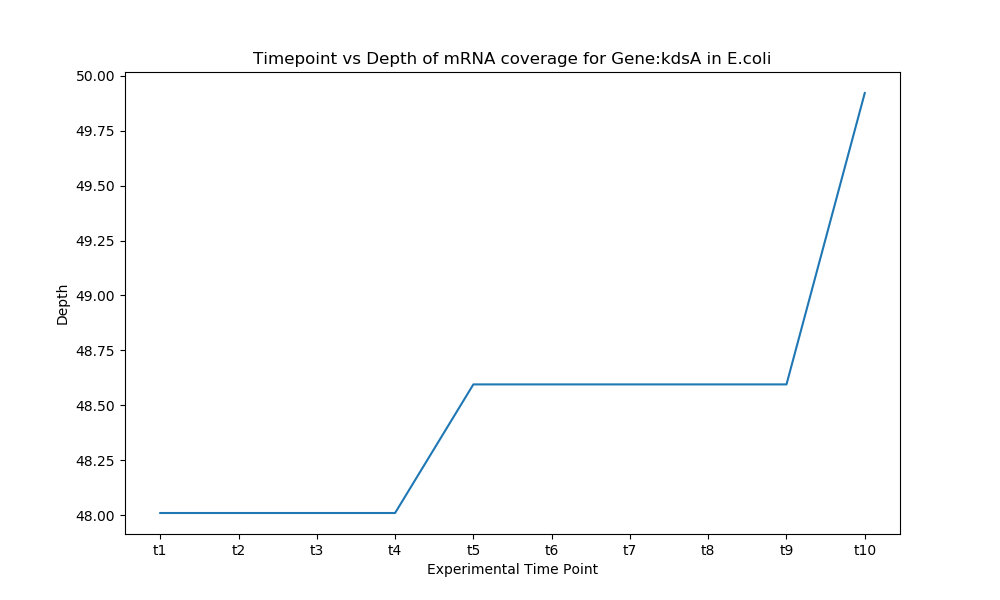 Timepoint vs Depth of mRNA coverage for Gene:kdsA in E.coli
50.00
49.75
49.50
49.25
49.00
48.75
48.50
48.25
48.00
Depth
t1 t2 t3 t4 t5 t6 t7 t8 t9 t10
Experimental Time Point